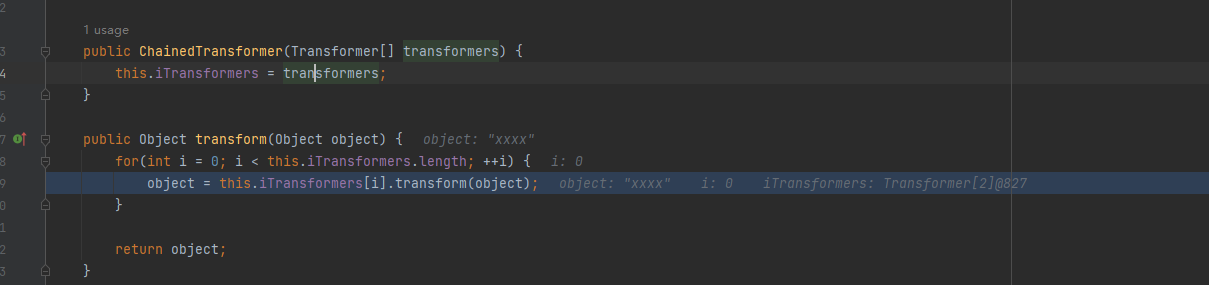 2
1 usage
3 public ChainedTransformer(Transformer[] transformers) {
4 this.iTransformers = transformers;
5 }
6
7 public Object transform(Object object) { object: "xxxx"
8 for(int i = 0; i < this.iTransformers.length; ++i) { i: 0
9 object = this.iTransformers[i].transform(object); object: "xxxx" i: 0 iTransformers: Transformer[2]@827
0 }
1
2 return object;
3 }